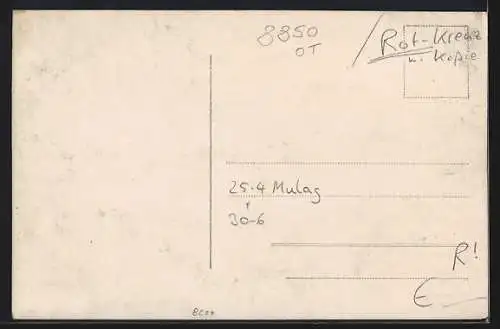 8850
OT
/ Rot-Kreuz
u. Kopie
25.4 Mulag
30-6
R!
E